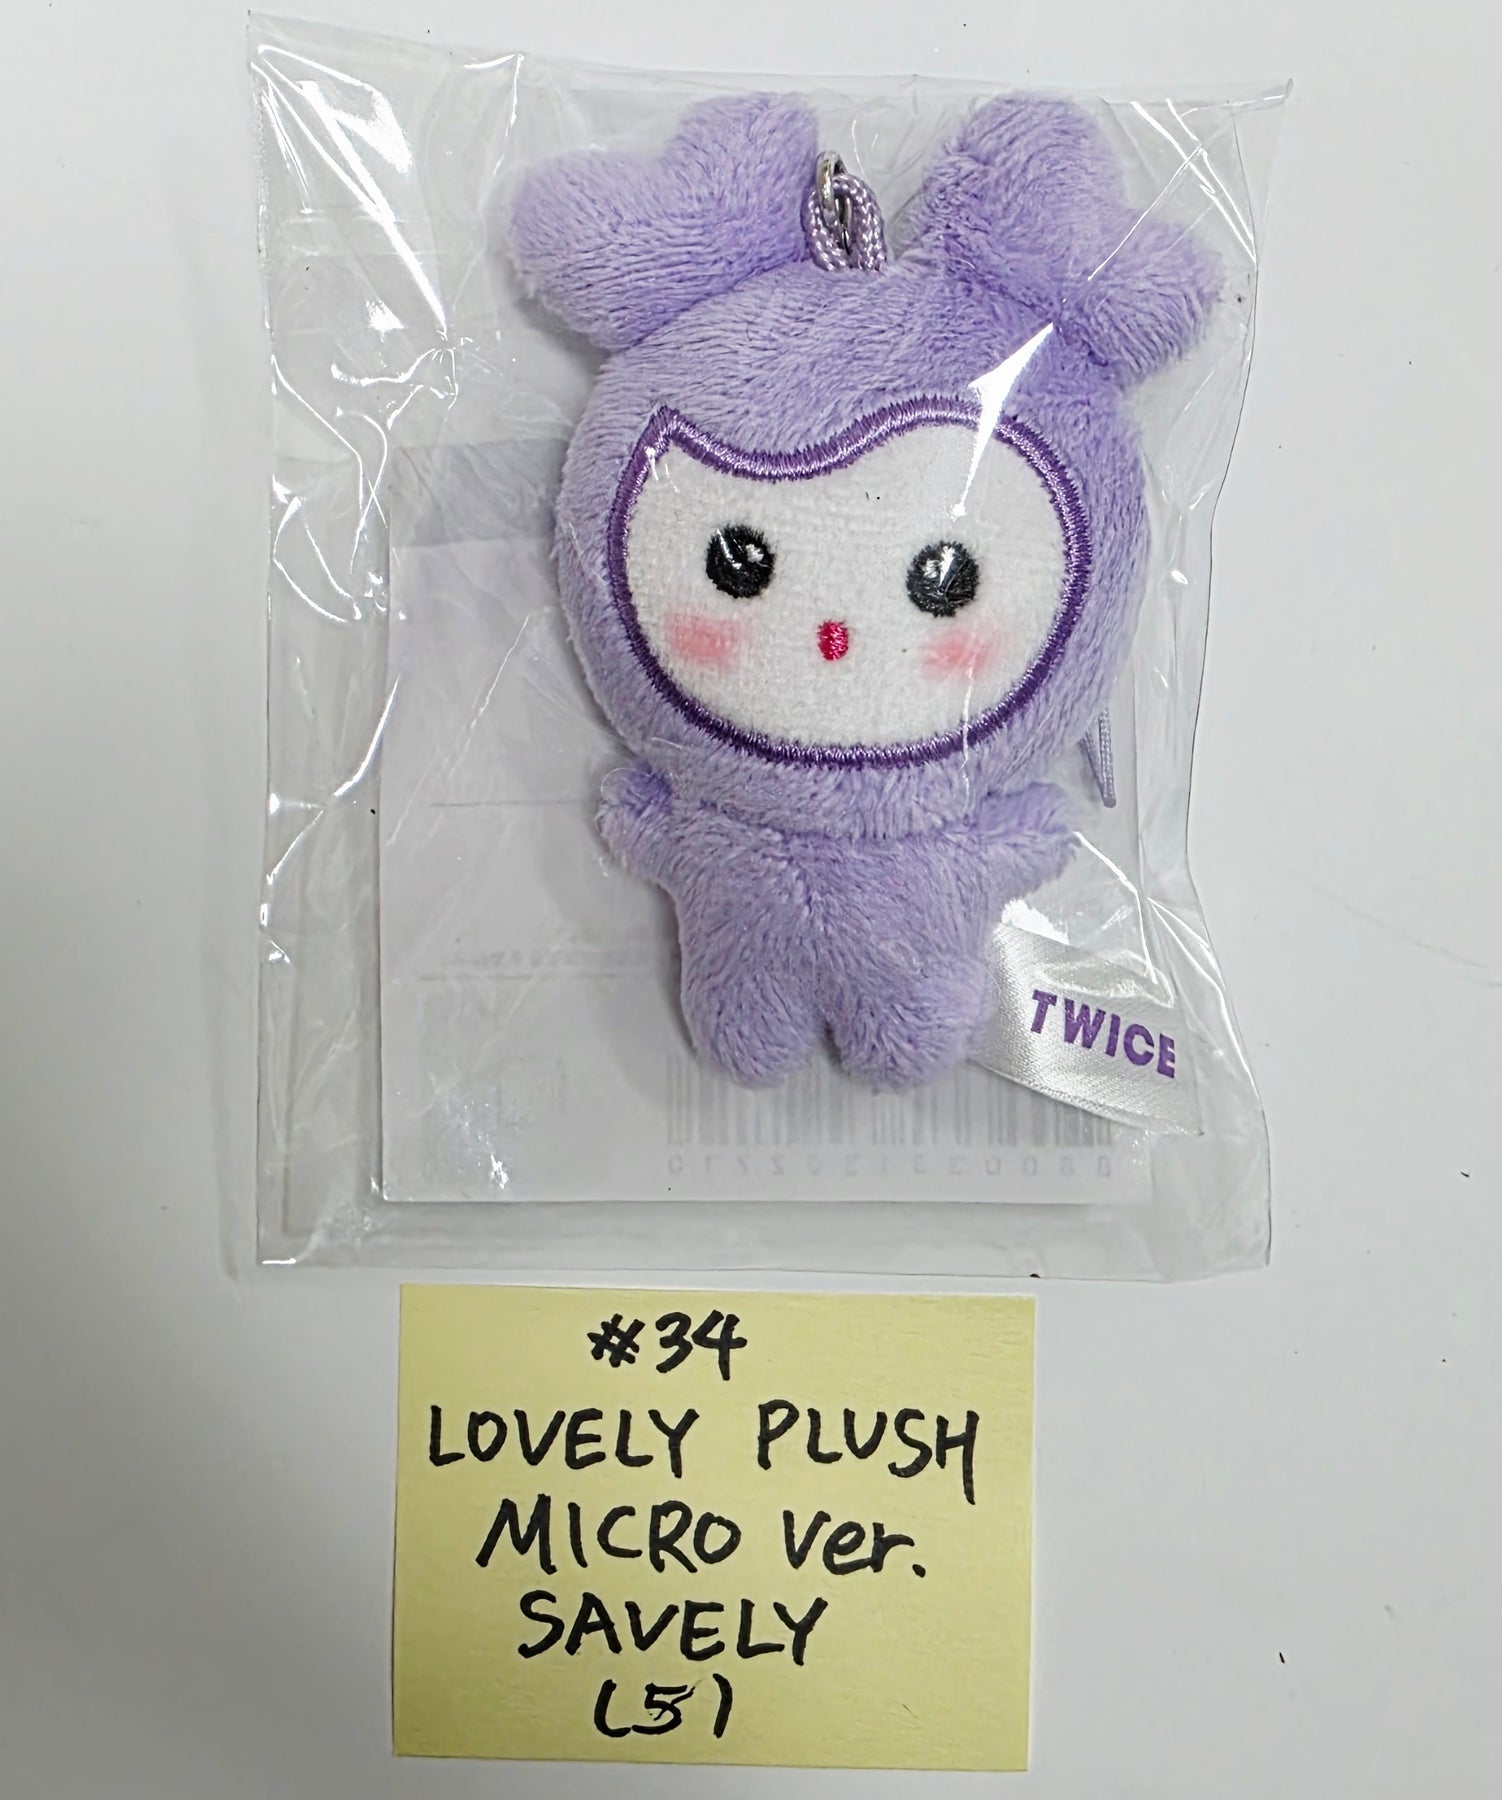 TWICE
#34
LOVELY PLUSH
MICRO Ver.
SAVELY
(5)